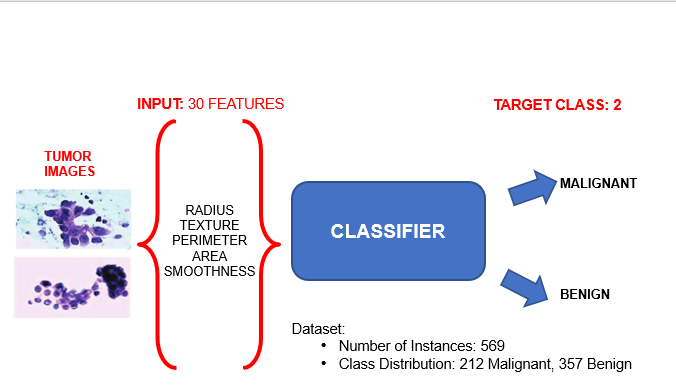 INPUT: 30 FEATURES
TARGET CLASS: 2
TUMOR
IMAGES
RADIUS
TEXTURE
PERIMETER
AREA
SMOOTHNESS
CLASSIFIER
MALIGNANT
BENIGN
Dataset:
• Number of Instances: 569
• Class Distribution: 212 Malignant, 357 Benign